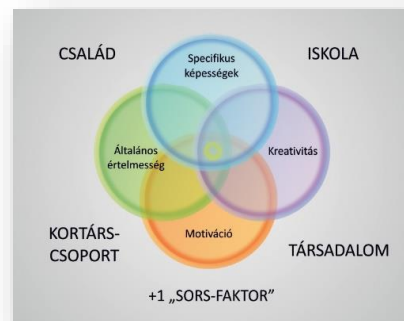 CSALÁD
ISKOLA
Specifikus
képességek
Általános
értelmesség
Kreativitás
Motiváció
KORTÁRS-
CSOPORT
TÁRSADALOM
+1 „SORS-FAKTOR”